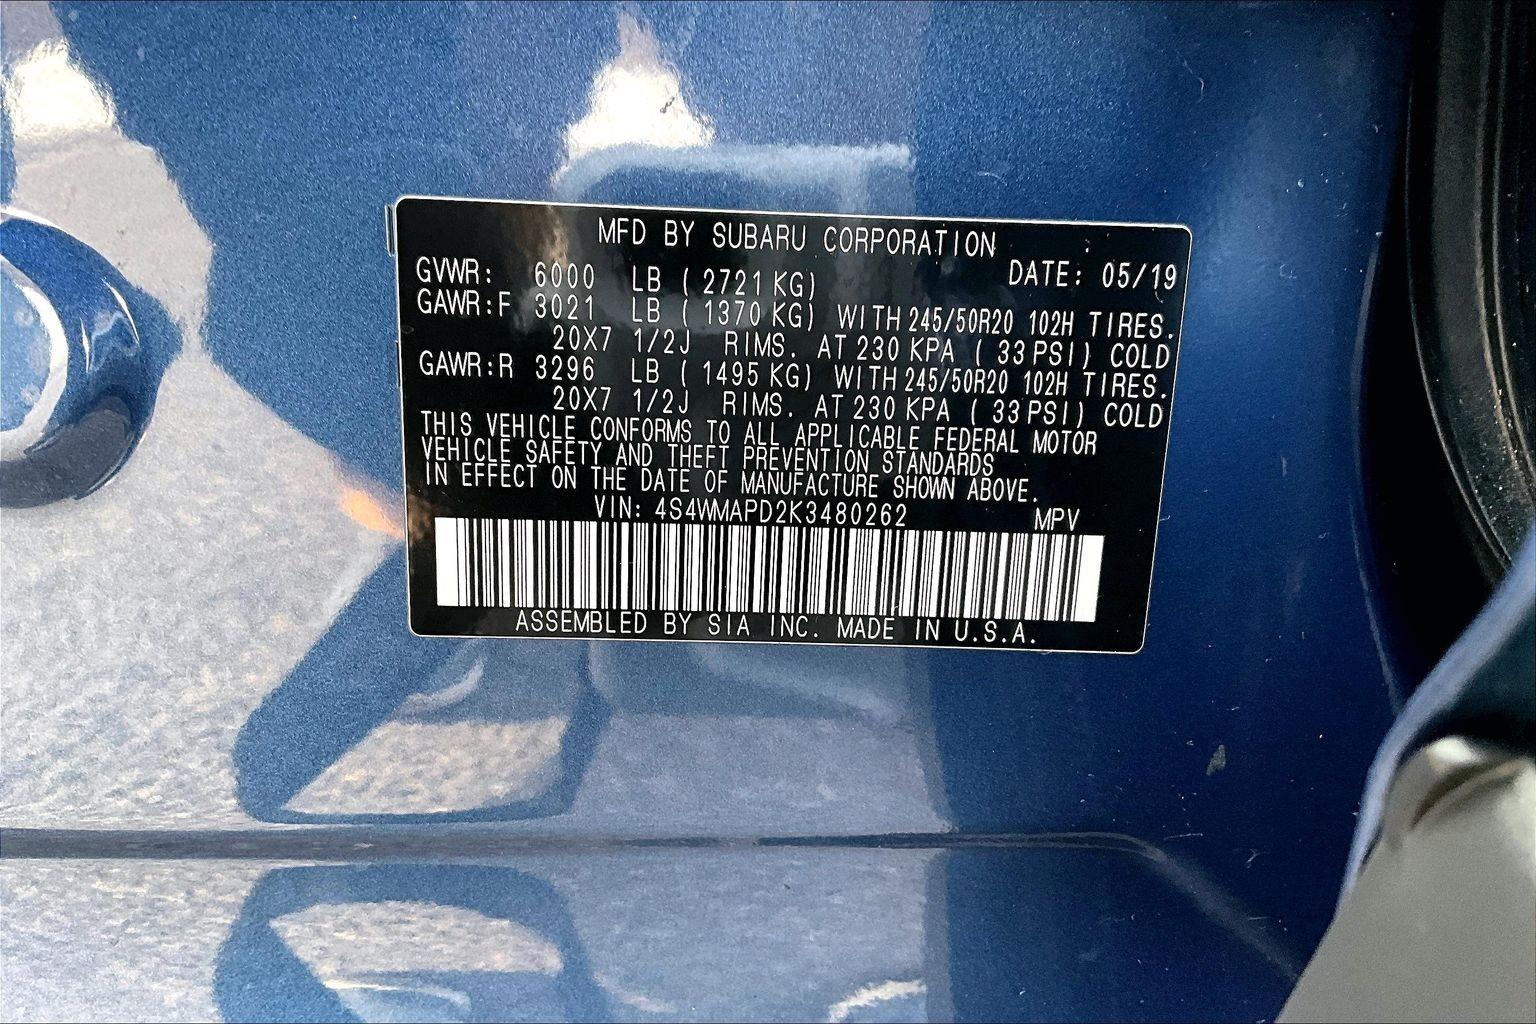 MFD BY SUBARU CORPORATION
DATE: 05/19
GVWR: 6000 LB ( 2721 KG)
GAWR:F 3021 LB ( 1370 KG) WITH 245/50R20 102H TIRES.
20X7 1/2J RIMS. AT 230 KPA ( 33 PSI) COLD
GAWR:R 3296 LB ( 1495 KG) WITH 245/50R20 102H TIRES.
20X7 1/2J RIMS. AT 230 KPA ( 33 PSI) COLD
THIS VEHICLE CONFORMS TO ALL APPLICABLE FEDERAL MOTOR
VEHICLE SAFETY AND THEFT PREVENTION STANDARDS
IN EFFECT ON THE DATE OF MANUFACTURE SHOWN ABOVE.
VIN: 4S4WMAPD2K3480262 MPV
ASSEMBLED BY SIA INC. MADE IN U.S.A.